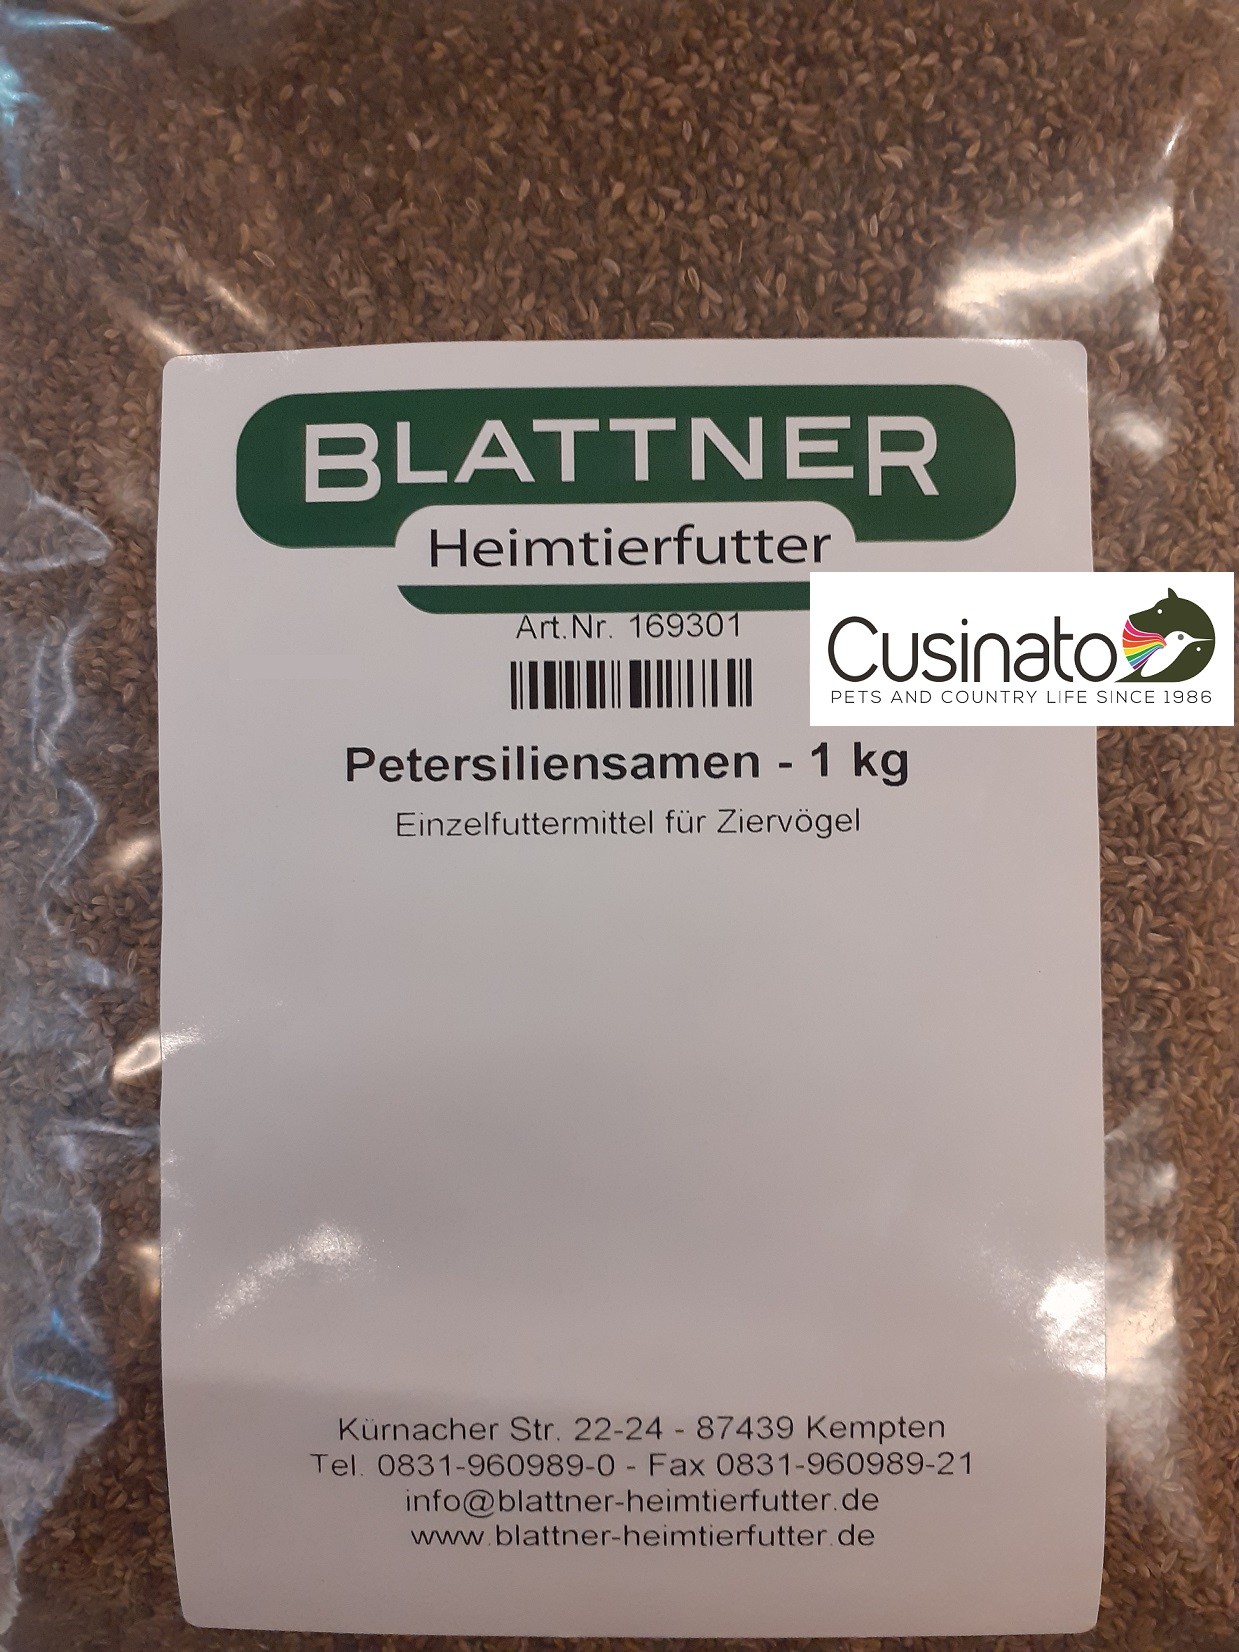 BLATTNER
Heimtierfutter
Art.Nr. 169301
Cusinato
PETS AND COUNTRY LIFE SINCE 1986
Petersiliensamen - 1 kg
Einzelfuttermittel für Ziervögel
Kürnacher Str. 22-24 - 87439 Kempten
Tel. 0831-960989-0 - Fax 0831-960989-21
info@blattner-heimtierfutter.de
www.blattner-heimtierfutter.de